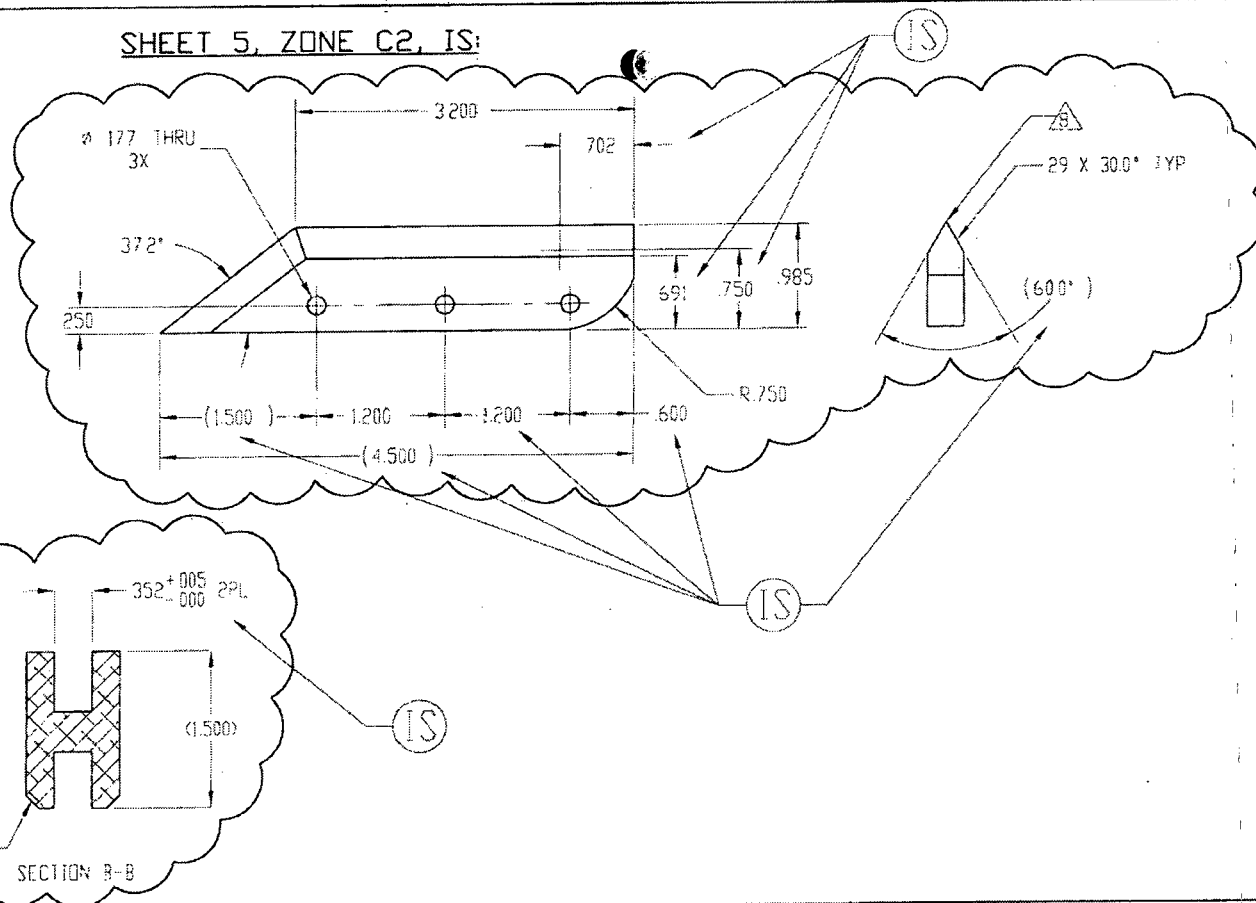 SHEET 5, ZONE C2, IS:
IS
3.200
Ø .177 THRU
3X
.702
8
.29 X 30.0° TYP
37.2°
.691
.750
.985
(60.0°)
.250
R.750
(1.500)
1.200
1.200
.600
(4.500)
IS
.352 +.005 -.000 2PL
(1.500)
IS
SECTION B-B